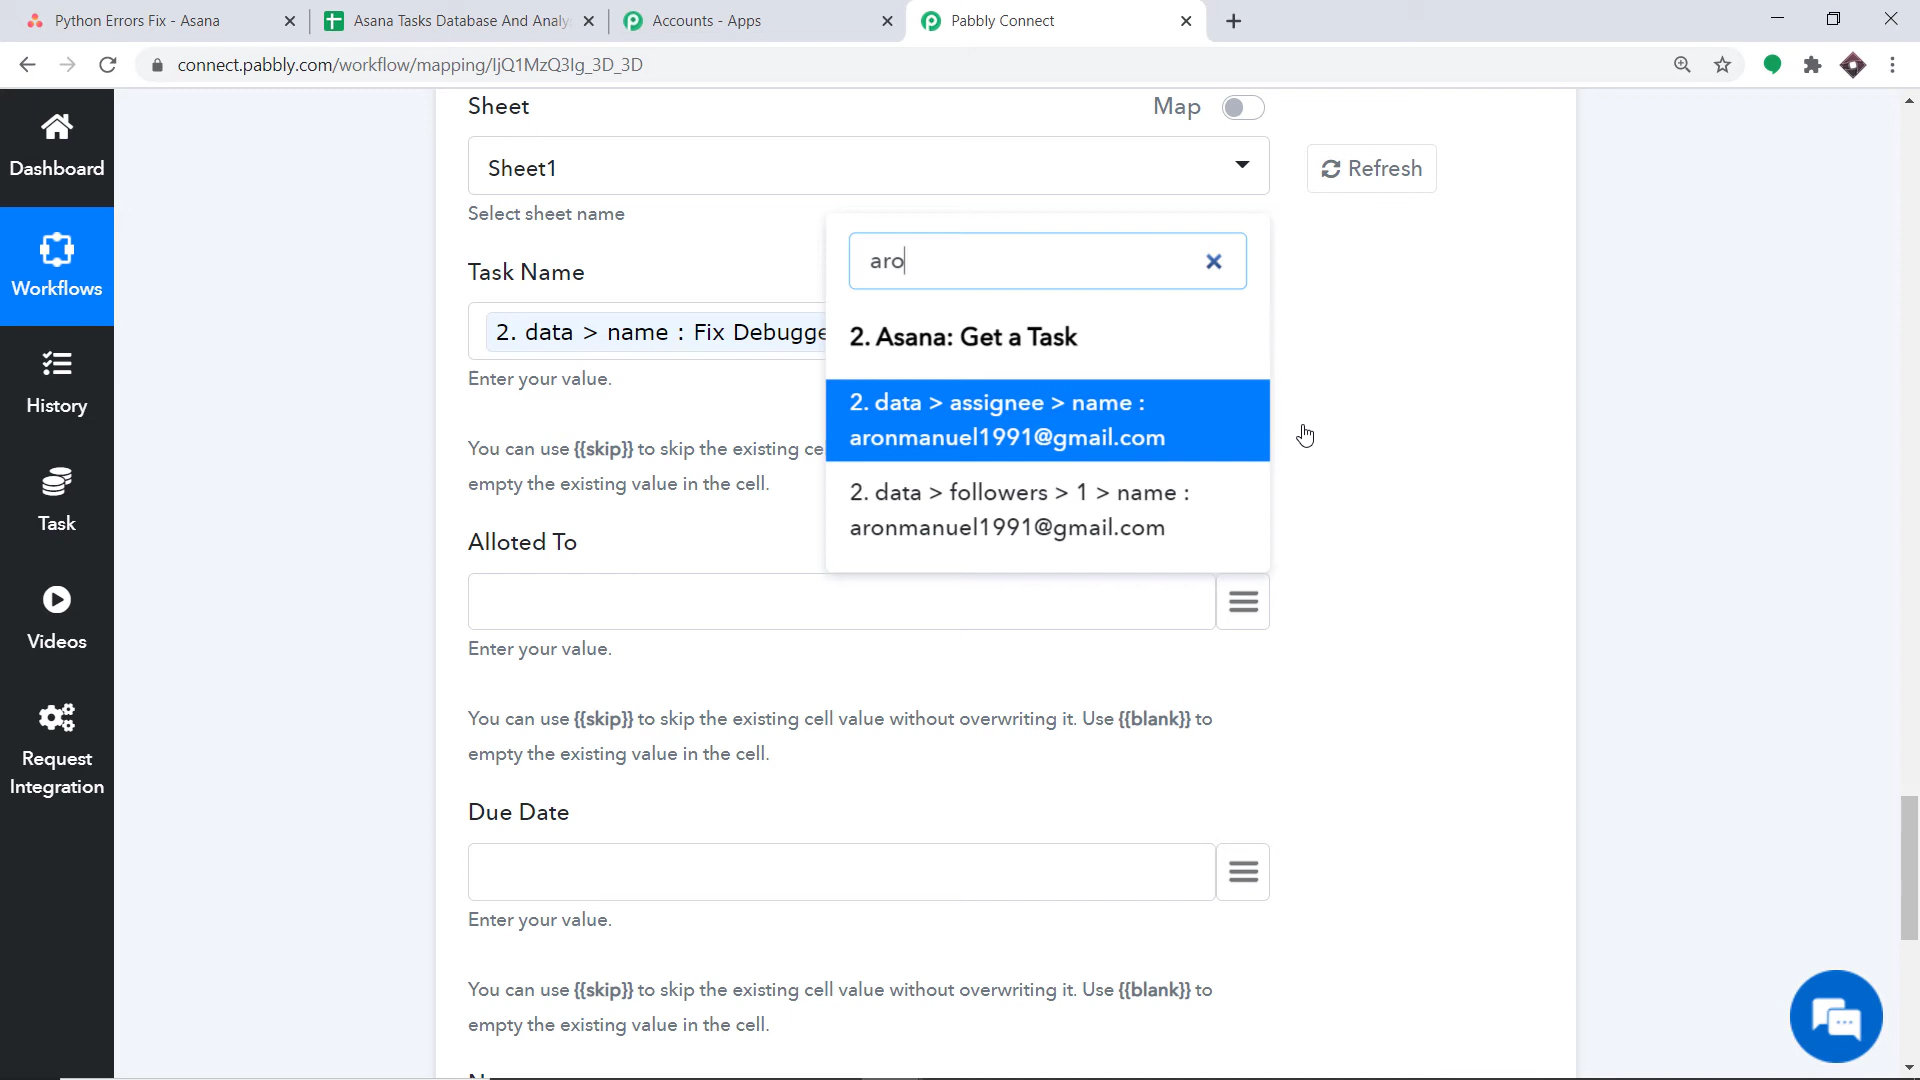 Python Errors Fix - Asana
Asana Tasks Database And Analy
Accounts - Apps
Pabbly Connect
connect.pabbly.com/workflow/mapping/IjQ1MzQ3Ig_3D_3D
Dashboard
Workflows
History
Task
Videos
Request
Integration
Sheet
Map
Sheet1
Refresh
Select sheet name
aro
Task Name
2. data > name : Fix Debugge
Enter your value.
2. Asana: Get a Task
2. data > assignee > name :
aronmanuel1991@gmail.com
2. data > followers > 1 > name :
aronmanuel1991@gmail.com
You can use {{skip}} to skip the existing ce
empty the existing value in the cell.
Alloted To
Enter your value.
You can use {{skip}} to skip the existing cell value without overwriting it. Use {{blank}} to
empty the existing value in the cell.
Due Date
Enter your value.
You can use {{skip}} to skip the existing cell value without overwriting it. Use {{blank}} to
empty the existing value in the cell.